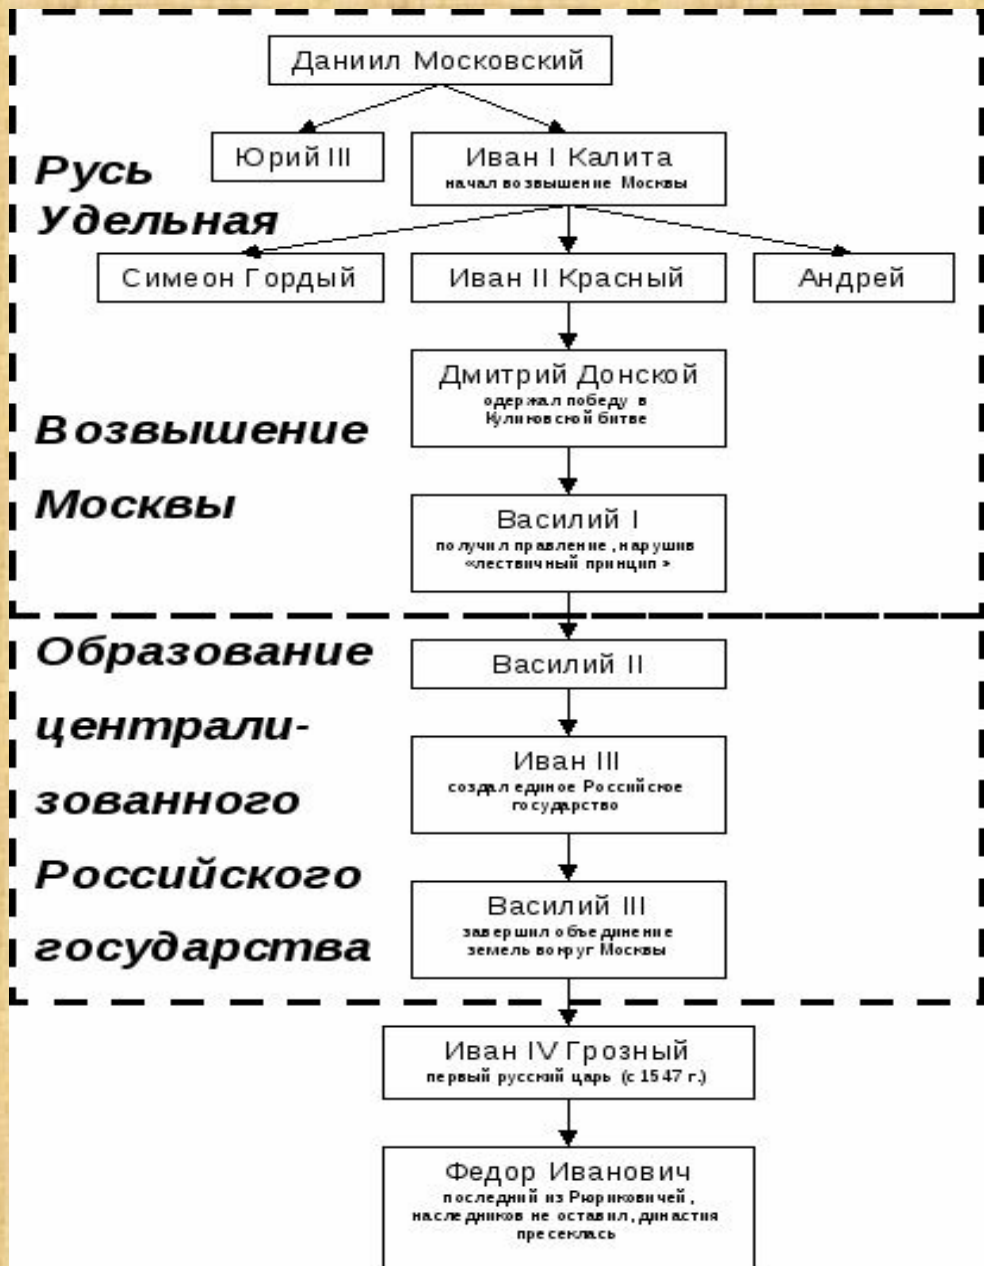 Даниил Московский
Юрий III
Иван I Калита
начал возвышение Москвы
Русь
Удельная
Симеон Гордый
Иван II Красный
Андрей
Дмитрий Донской
одержал победу в
Куликовской битве
Возвышение
Москвы
Василий I
получил правление, нарушив
«лествичный принцип»
Образование
централи-
зованного
Российского
государства
Василий II
Иван III
создал единое Российское
государство
Василий III
завершил объединение
земель вокруг Москвы
Иван IV Грозный
первый русский царь (с 1547 г.)
Федор Иванович
последний из Рюриковичей,
наследников не оставил, династия
пресеклась